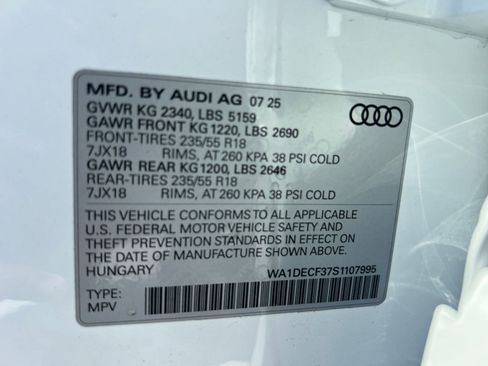 MFD. BY AUDI AG 07 25
GVWR KG 2340, LBS 5159
GAWR FRONT KG 1220, LBS 2690
FRONT-TIRES 235/55 R18
7JX18 RIMS, AT 260 KPA 38 PSI COLD
GAWR REAR KG 1200, LBS 2646
REAR-TIRES 235/55 R18
7JX18 RIMS, AT 260 KPA 38 PSI COLD
THIS VEHICLE CONFORMS TO ALL APPLICABLE
U.S. FEDERAL MOTOR VEHICLE SAFETY AND
THEFT PREVENTION STANDARDS IN EFFECT ON
THE DATE OF MANUFACTURE SHOWN ABOVE.
HUNGARY WA1DECF37S1107995
TYPE:
MPV